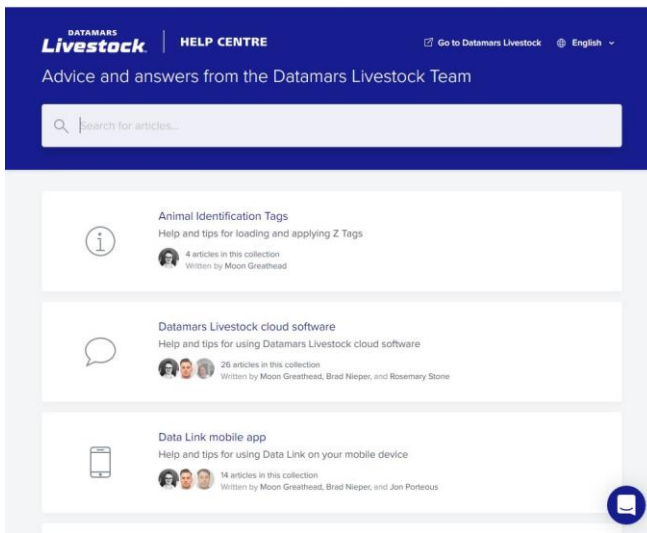 DATAMARS
Livestock. HELP CENTRE Go to Datamars Livestock English
Advice and answers from the Datamars Livestock Team
Search for articles...
Animal Identification Tags
Help and tips for loading and applying Z Tags
4 articles in this collection
Written by Moon Greathead
Datamars Livestock cloud software
Help and tips for using Datamars Livestock cloud software
26 articles in this collection
Written by Moon Greathead, Brad Nieper, and Rosemary Stone
Data Link mobile app
Help and tips for using Data Link on your mobile device
14 articles in this collection
Written by Moon Greathead, Brad Nieper, and Jon Porteous